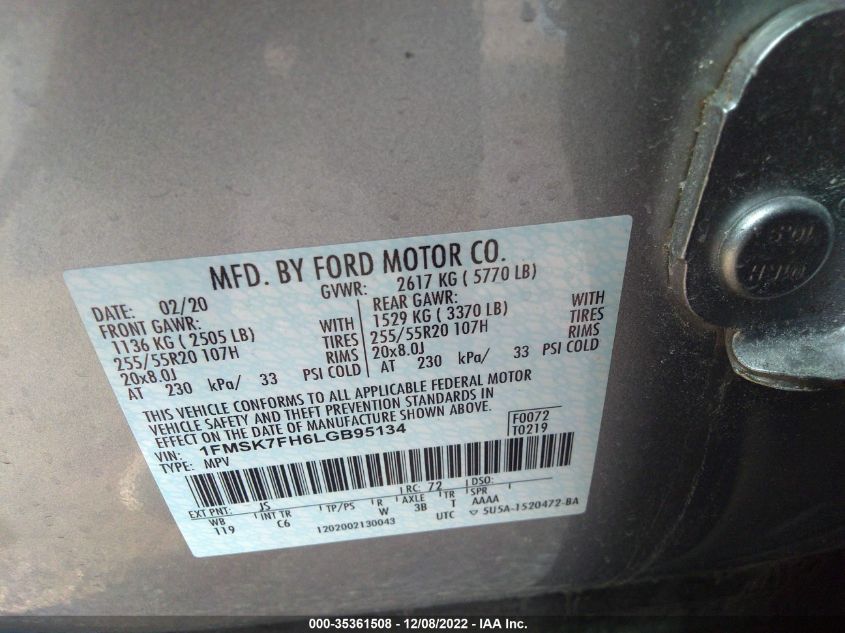 MFD. BY FORD MOTOR CO.
DATE: 02/20 GVWR: 2617 KG ( 5770 LB)
FRONT GAWR: REAR GAWR:
1136 KG ( 2505 LB) WITH 1529 KG ( 3370 LB) WITH
255/55R20 107H TIRES 255/55R20 107H TIRES
20x8.0J RIMS 20x8.0J RIMS
AT 230 kPa/ 33 PSI COLD AT 230 kPa/ 33 PSI COLD
THIS VEHICLE CONFORMS TO ALL APPLICABLE FEDERAL MOTOR
VEHICLE SAFETY AND THEFT PREVENTION STANDARDS IN
EFFECT ON THE DATE OF MANUFACTURE SHOWN ABOVE.
VIN: 1FMSK7FH6LGB95134 F0072
TYPE: MPV T0219
EXT PNT: JS RC: 72 DSO:
WB INT TR TP/PS R AXLE TR SPR
119 C6 W 3B T AAAA
1202002130043 UTC 5U5A-1520472-BA
000-35361508 - 12/08/2022 - IAA Inc.